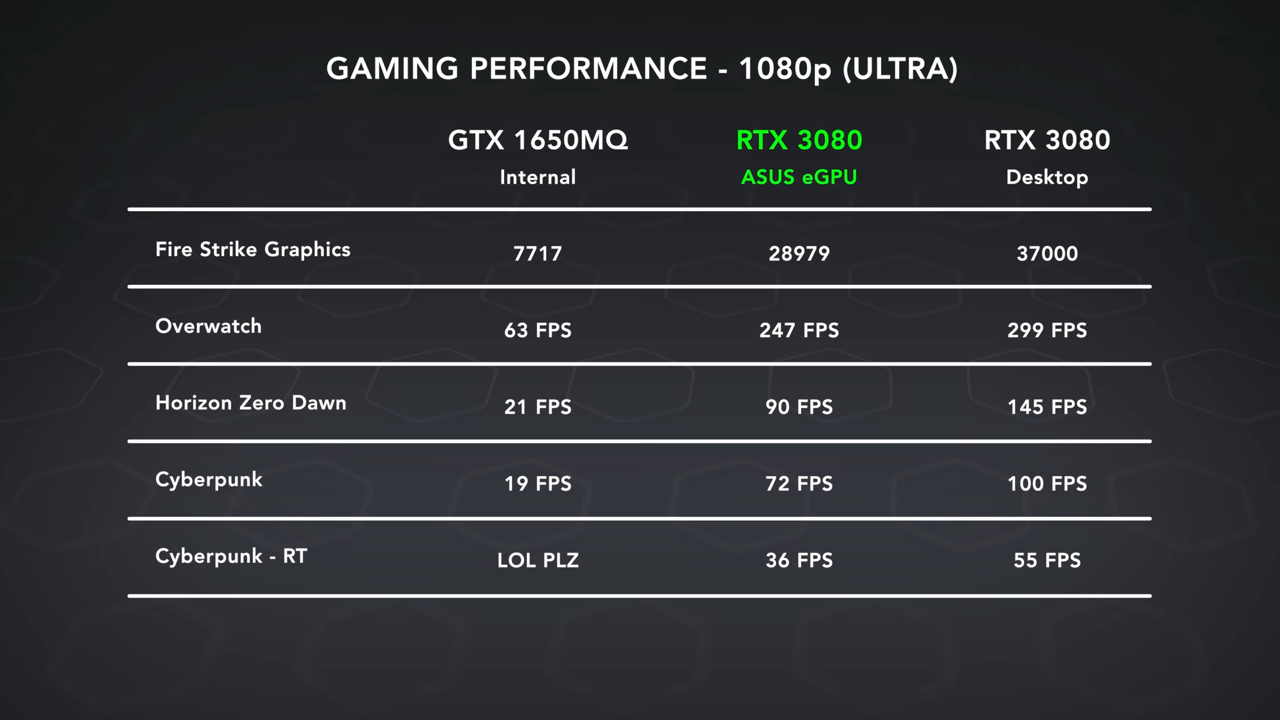 GAMING PERFORMANCE - 1080p (ULTRA)
GTX 1650MQ RTX 3080 RTX 3080
Internal ASUS eGPU Desktop
Fire Strike Graphics 7717 28979 37000
Overwatch 63 FPS 247 FPS 299 FPS
Horizon Zero Dawn 21 FPS 90 FPS 145 FPS
Cyberpunk 19 FPS 72 FPS 100 FPS
Cyberpunk - RT LOL PLZ 36 FPS 55 FPS